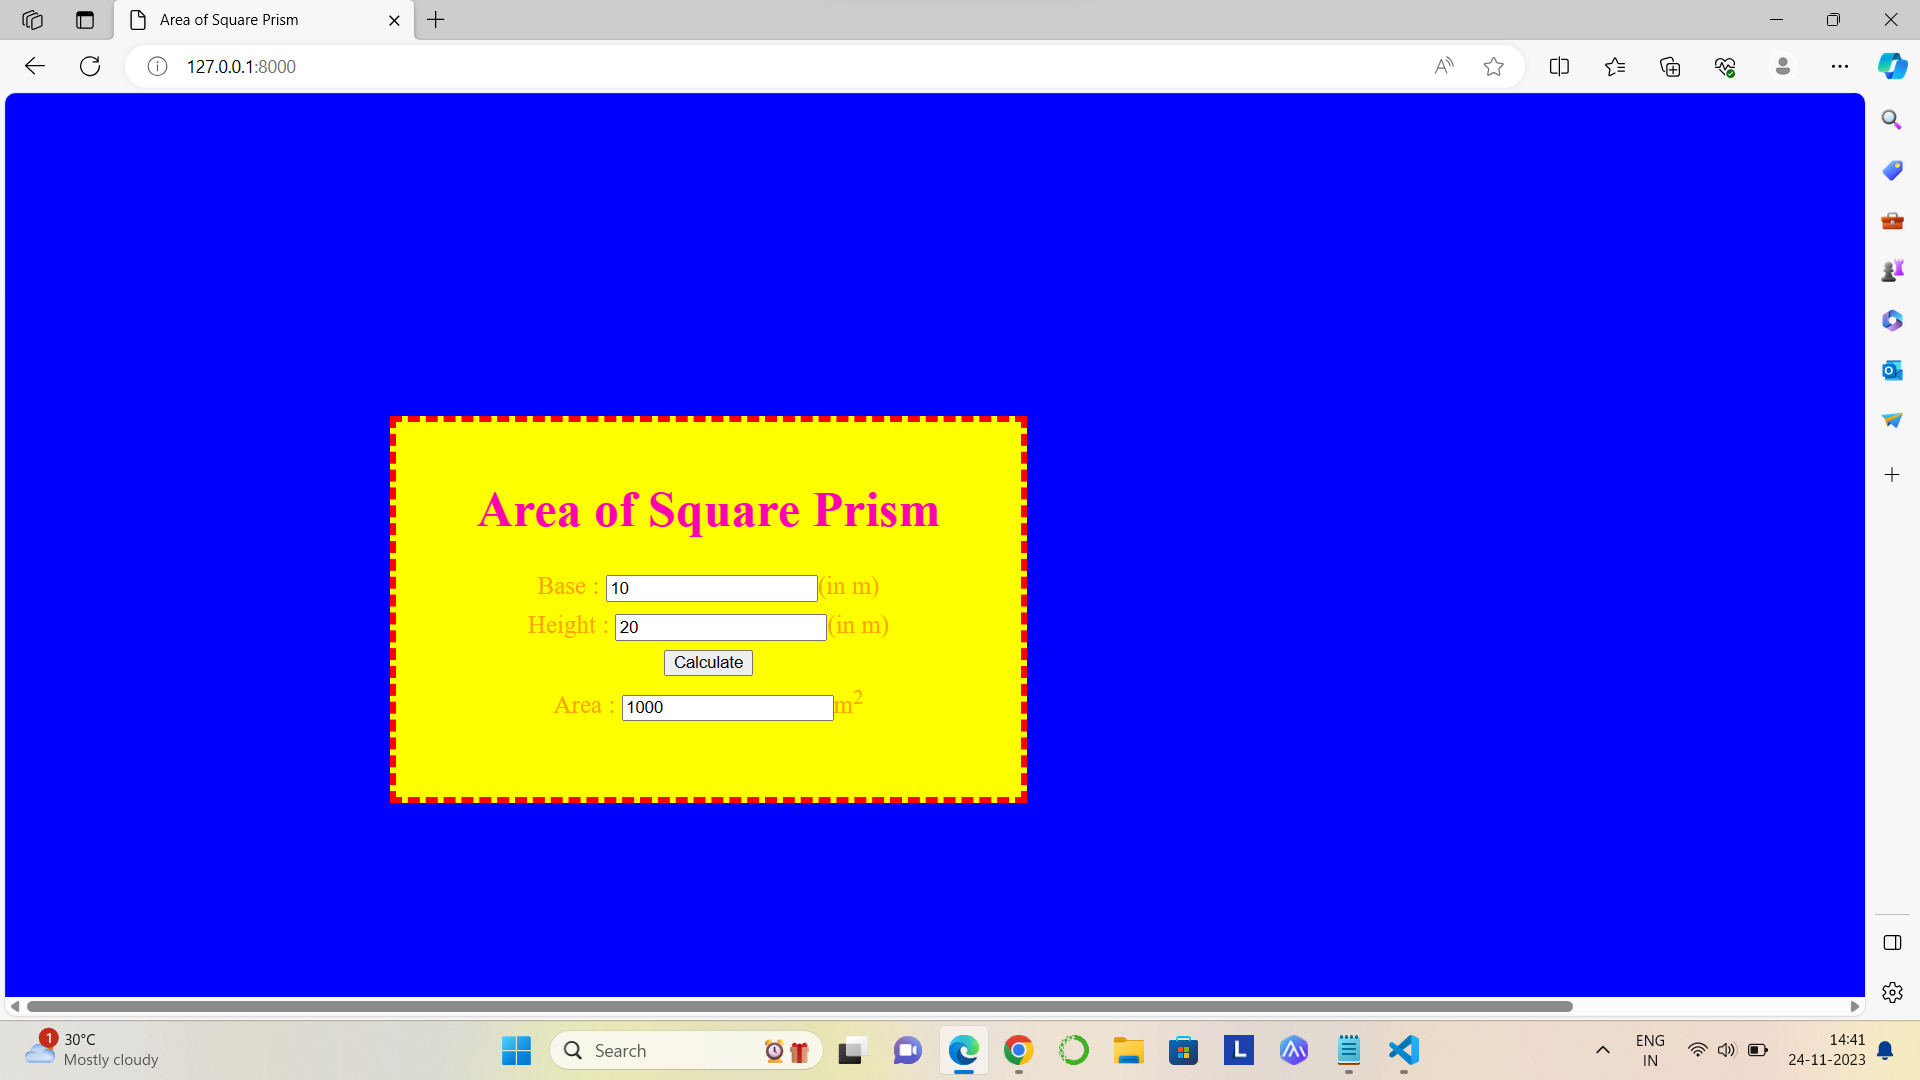 Area of Square Prism
127.0.0.1:8000
Area of Square Prism
Base : 10 (in m)
Height : 20 (in m)
Calculate
Area : 1000 m²
1
30°C
Mostly cloudy
Search
L
ENG
IN
14:41
24-11-2023